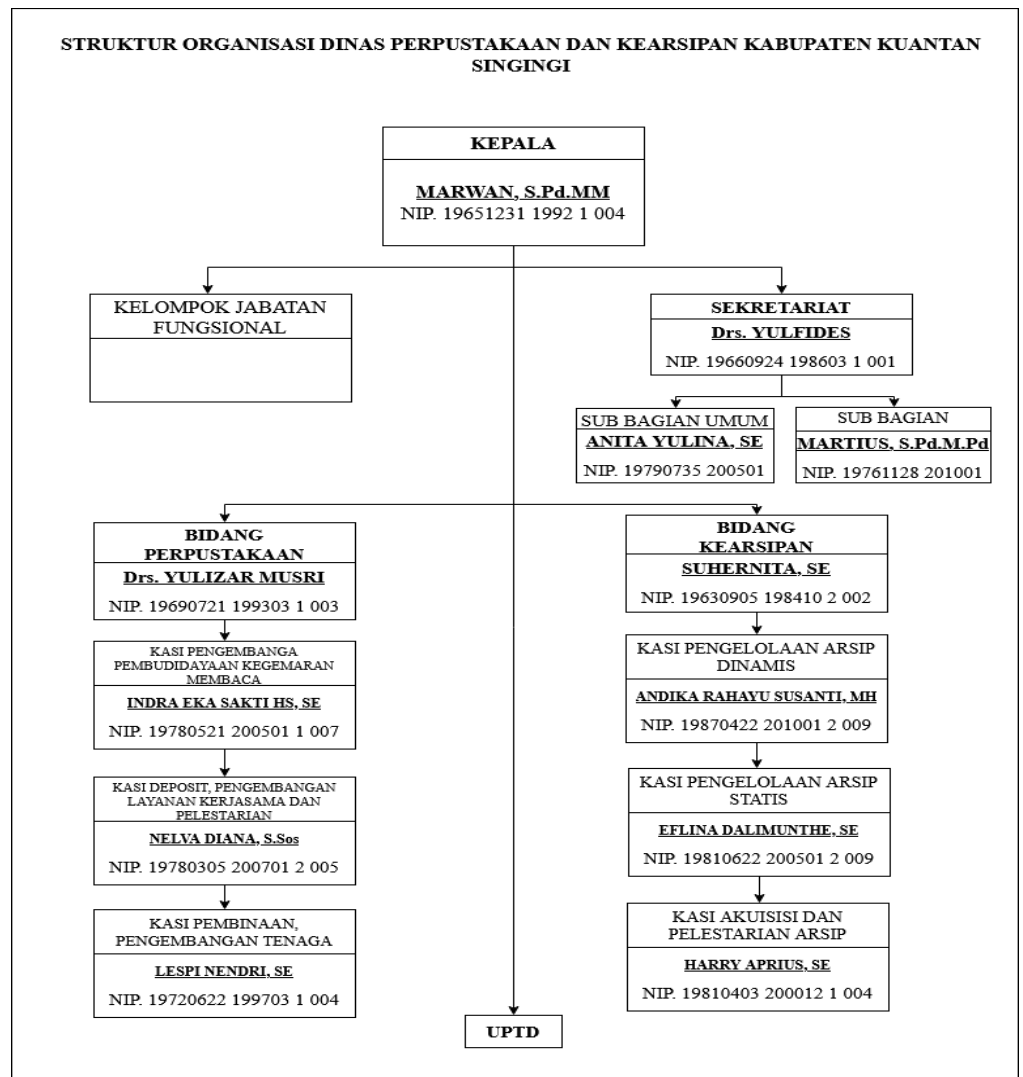 STRUKTUR ORGANISASI DINAS PERPUSTAKAAN DAN KEARSIPAN KABUPATEN KUANTAN
SINGINGI
KEPALA
MARWAN, S.Pd.MM
NIP. 19651231 1992 1 004
KELOMPOK JABATAN
FUNGSIONAL
SEKRETARIAT
Drs. YULFIDES
NIP. 19660924 198603 1 001
SUB BAGIAN UMUM
ANITA YULINA, SE
NIP. 19790735 200501
SUB BAGIAN
MARTIUS, S.Pd.M.Pd
NIP. 19761128 201001
BIDANG
PERPUSTAKAAN
Drs. YULIZAR MUSRI
NIP. 19690721 199303 1 003
KASI PENGEMBANGA
PEMBUDIDAYAAN KEGEMARAN
MEMBACA
INDRA EKA SAKTI HS, SE
NIP. 19780521 200501 1 007
KASI DEPOSIT, PENGEMBANGAN
LAYANAN KERJASAMA DAN
PELESTARIAN
NELVA DIANA, S.Sos
NIP. 19780305 200701 2 005
KASI PEMBINAAN,
PENGEMBANGAN TENAGA
LESPI NENDRI, SE
NIP. 19720622 199703 1 004
BIDANG
KEARSIPAN
SUHERNITA, SE
NIP. 19630905 198410 2 002
KASI PENGELOLAAN ARSIP
DINAMIS
ANDIKA RAHAYU SUSANTI, MH
NIP. 19870422 201001 2 009
KASI PENGELOLAAN ARSIP
STATIS
EFLINA DALIMUNTHE, SE
NIP. 19810622 200501 2 009
KASI AKUISISI DAN
PELESTARIAN ARSIP
HARRY APRIUS, SE
NIP. 19810403 200012 1 004
UPTD